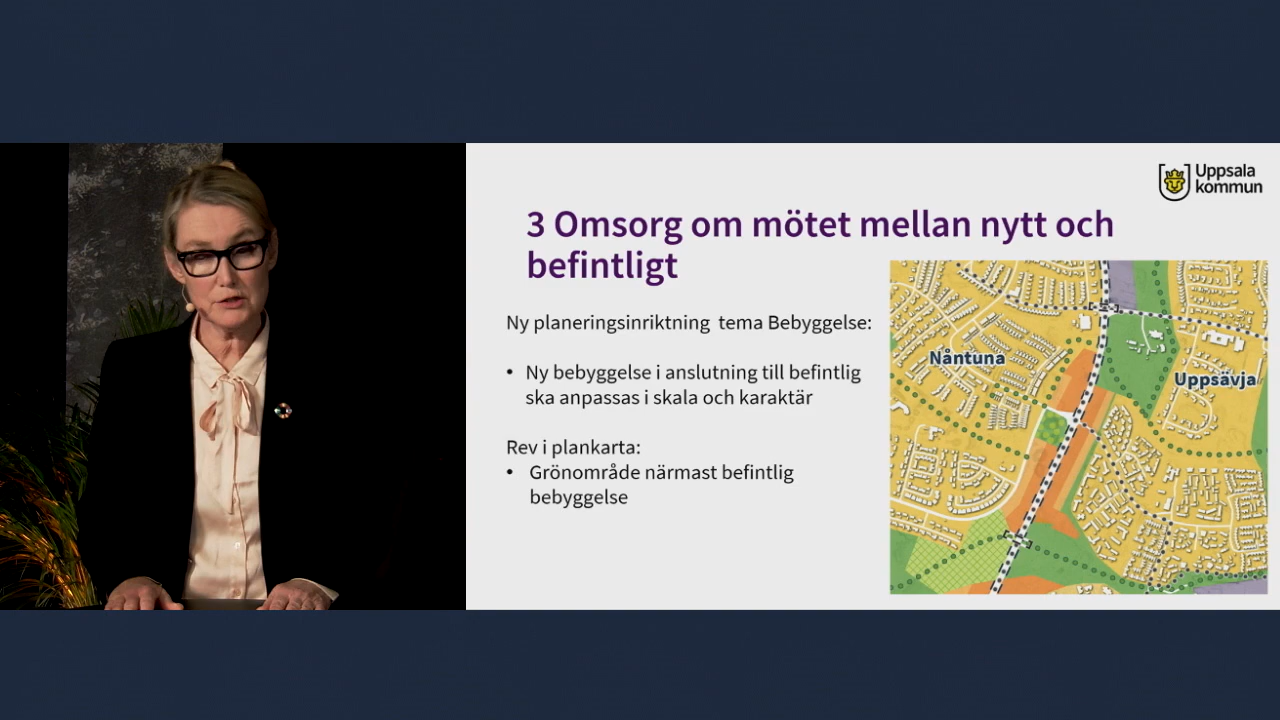 Uppsala
kommun
3 Omsorg om mötet mellan nytt och
befintligt
Ny planeringsinriktning tema Bebyggelse:
• Ny bebyggelse i anslutning till befintlig
ska anpassas i skala och karaktär
Rev i plankarta:
• Grönområde närmast befintlig
bebyggelse
Nåntuna
Uppsävja